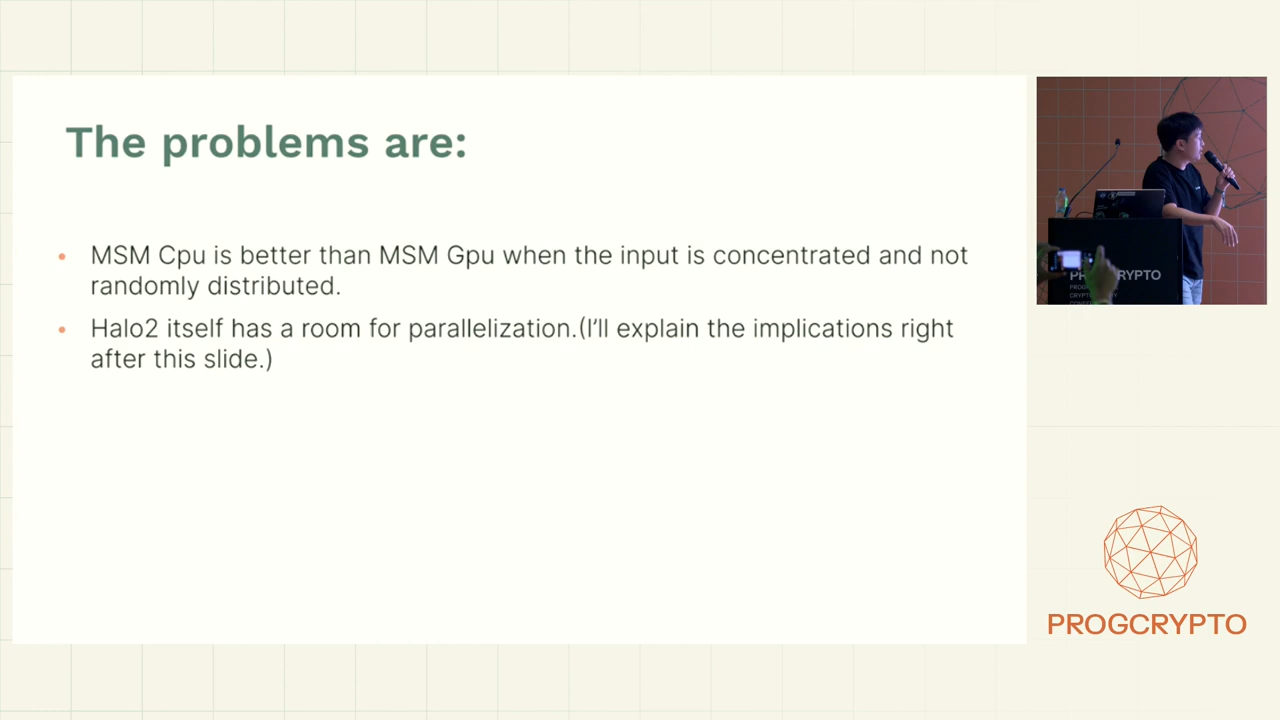 The problems are:
MSM Cpu is better than MSM Gpu when the input is concentrated and not
randomly distributed.
Halo2 itself has a room for parallelization.(I'll explain the implications right
after this slide.)
PROGCRYPTO